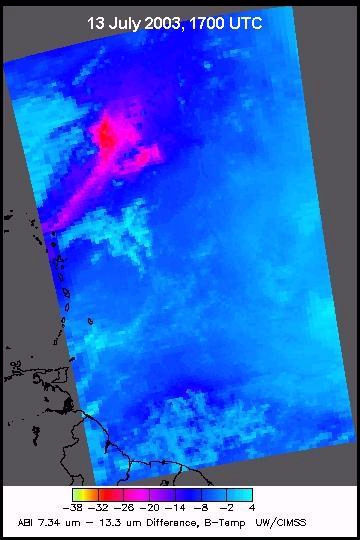 13 July 2003, 1700 UTC
-38 -32 -26 -20 -14 -8 -2 4
ABI 7.34 um - 13.3 um Difference, B-Temp UW/CIMSS